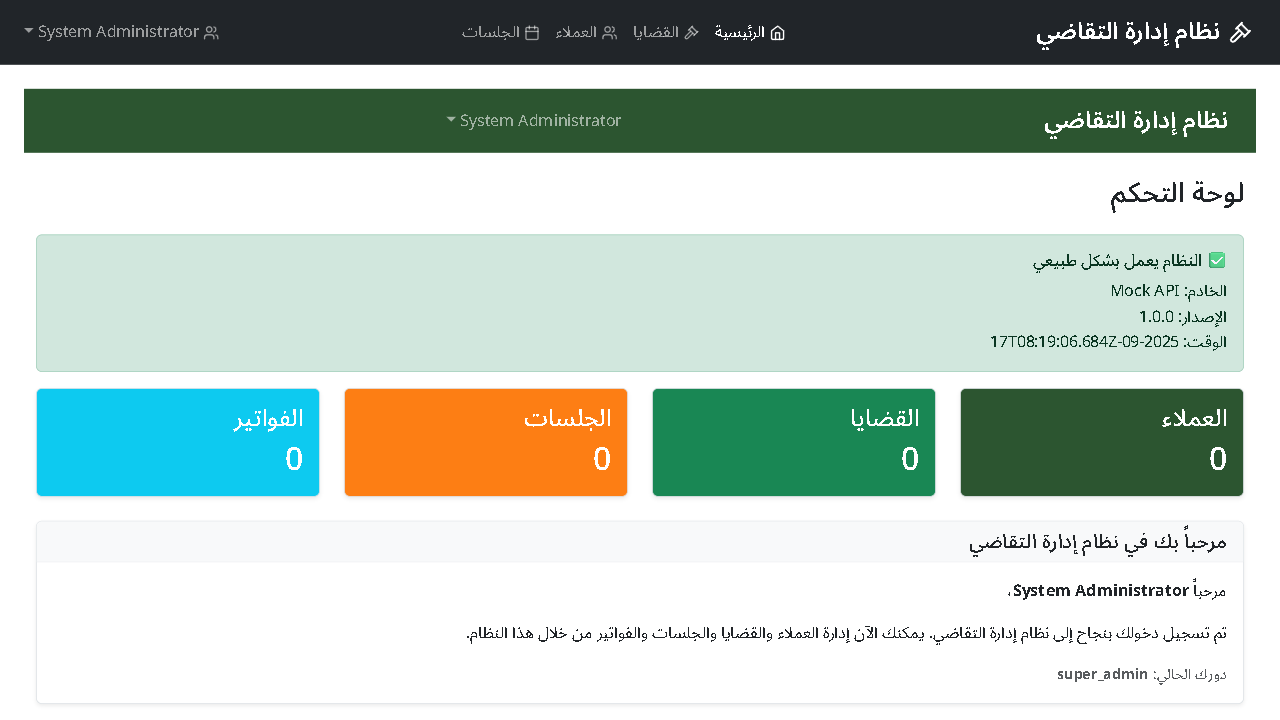 نظام إدارة التقاضي
الرئيسية
القضايا
العملاء
الجلسات
System Administrator
نظام إدارة التقاضي
System Administrator
لوحة التحكم
✅ النظام يعمل بشكل طبيعي
الخادم: Mock API
الإصدار: 1.0.0
الوقت: 2025-09-17T08:19:06.684Z
العملاء
0
القضايا
0
الجلسات
0
الفواتير
0
مرحباً بك في نظام إدارة التقاضي
مرحباً System Administrator،
تم تسجيل دخولك بنجاح إلى نظام إدارة التقاضي. يمكنك الآن إدارة العملاء والقضايا والجلسات والفواتير من خلال هذا النظام.
دورك الحالي: super_admin